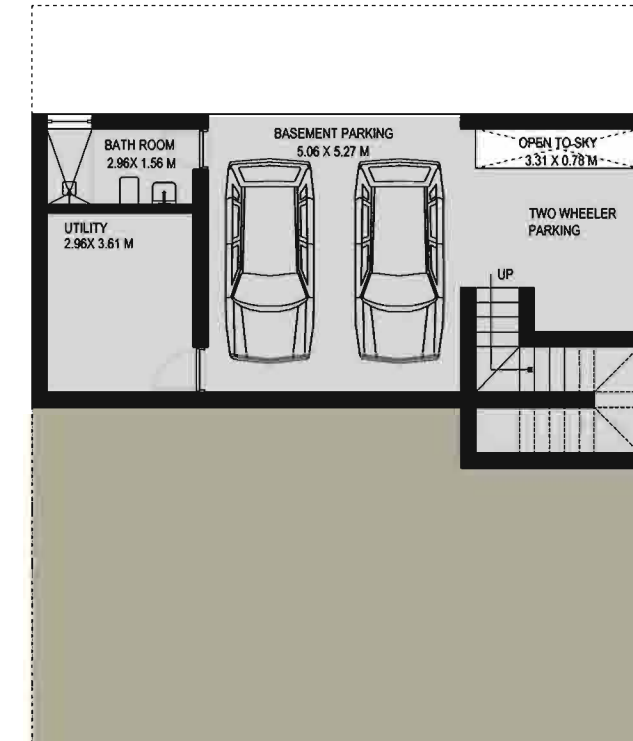 BATH ROOM
2.96X 1.56 M
BASEMENT PARKING
5.06 X 5.27 M
OPEN TO SKY
3.31 X 0.78 M
UTILITY
2.96X 3.61 M
TWO WHEELER
PARKING
UP